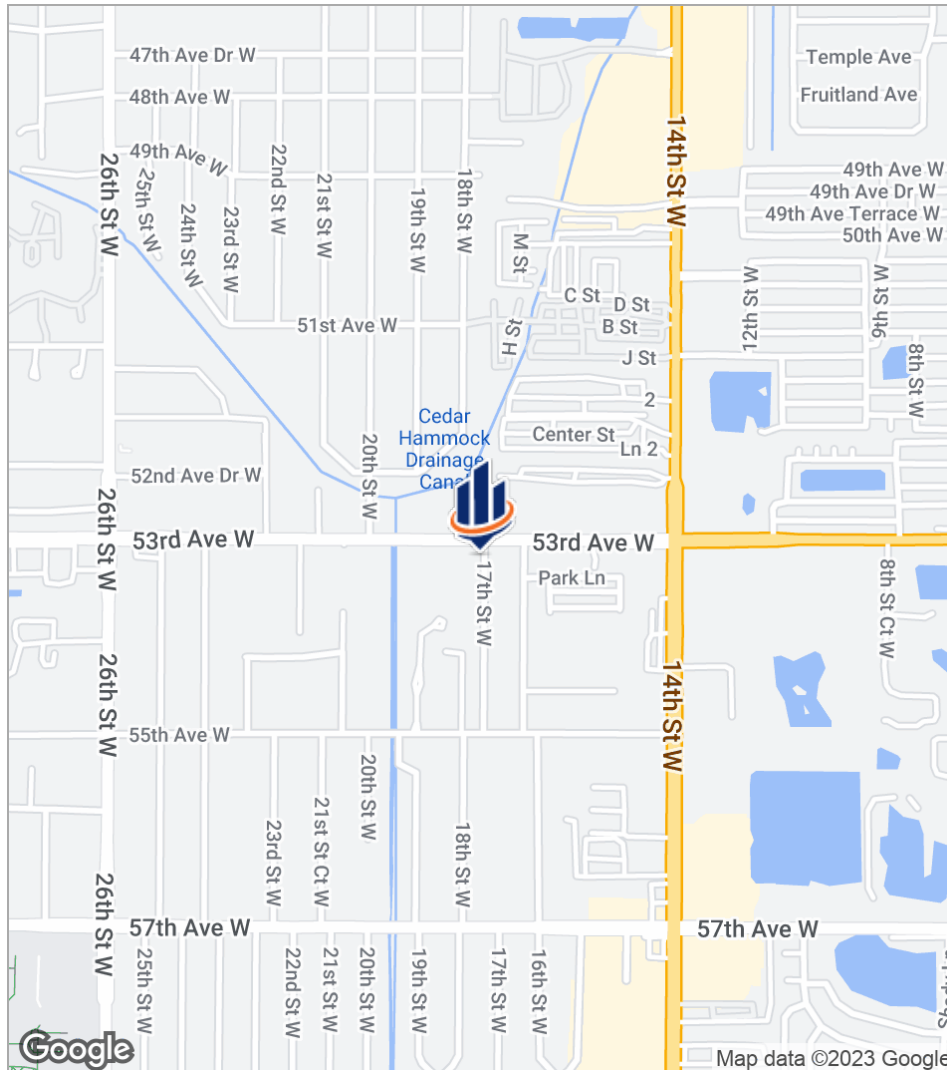 47th Ave Dr W
Temple Ave
48th Ave W
Fruitland Ave
14th St W
49th Ave W
26th St W
25th St W
24th St W
23rd St W
22nd St W
21st St W
19th St W
18th St W
49th Ave W
49th Ave Dr W
49th Ave Terrace W
50th Ave W
M St
C St
D St
B St
H St
51st Ave W
J St
12th St W
9th St W
8th St W
2
Cedar
Hammock
Drainage
Canal
Center St
Ln 2
20th St W
52nd Ave Dr W
26th St W
53rd Ave W
53rd Ave W
17th St W
Park Ln
8th St Ct W
26th St W
14th St W
55th Ave W
20th St W
23rd St W
21st St Ct W
18th St W
26th St W
57th Ave W
57th Ave W
25th St W
22nd St W
21st St W
20th St W
19th St W
17th St W
16th St W
Google
Map data ©2023 Google